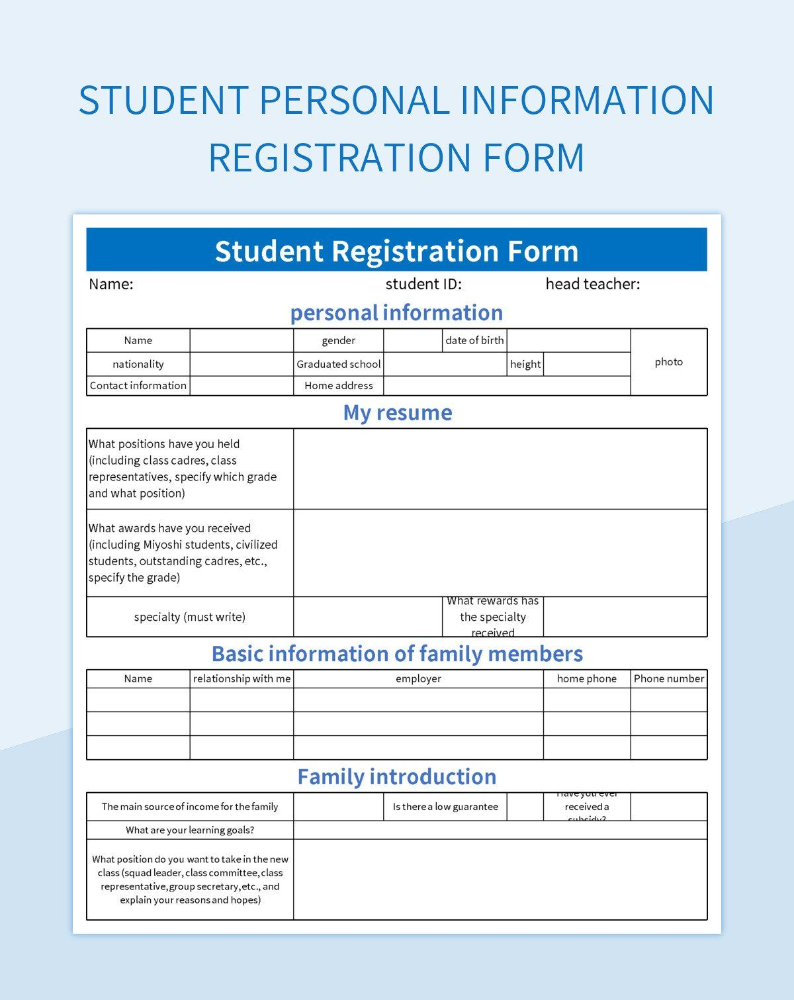 STUDENT PERSONAL INFORMATION
REGISTRATION FORM
Student Registration Form
Name: student ID: head teacher:
personal information
Name gender date of birth
nationality Graduated school height photo
Contact information Home address
My resume
What positions have you held
(including class cadres, class
representatives, specify which grade
and what position)
What awards have you received
(including Miyoshi students, civilized
students, outstanding cadres, etc.,
specify the grade)
specialty (must write)
What rewards has
the specialty
received
Basic information of family members
Name relationship with me employer home phone Phone number
Family introduction
The main source of income for the family Is there a low guarantee
Have you ever
received a
subsidy?
What are your learning goals?
What position do you want to take in the new
class (squad leader, class committee, class
representative, group secretary, etc., and
explain your reasons and hopes)